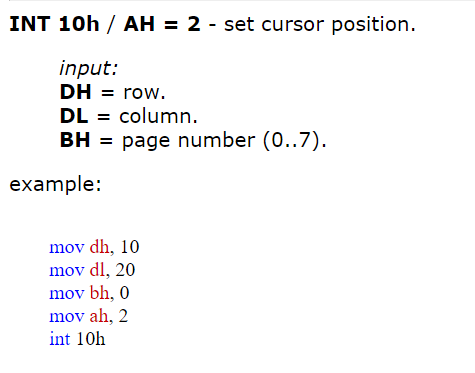 INT 10h / AH = 2 - set cursor position.
input:
DH = row.
DL = column.
BH = page number (0..7).
example:
mov dh, 10
mov dl, 20
mov bh, 0
mov ah, 2
int 10h